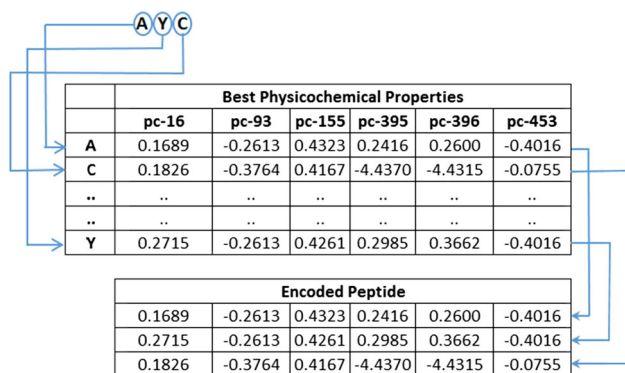 A Y C
Best Physicochemical Properties
pc-16 pc-93 pc-155 pc-395 pc-396 pc-453
A 0.1689 -0.2613 0.4323 0.2416 0.2600 -0.4016
C 0.1826 -0.3764 0.4167 -4.4370 -4.4315 -0.0755
.. .. .. .. .. .. ..
.. .. .. .. .. .. ..
Y 0.2715 -0.2613 0.4261 0.2985 0.3662 -0.4016
Encoded Peptide
0.1689 -0.2613 0.4323 0.2416 0.2600 -0.4016
0.2715 -0.2613 0.4261 0.2985 0.3662 -0.4016
0.1826 -0.3764 0.4167 -4.4370 -4.4315 -0.0755